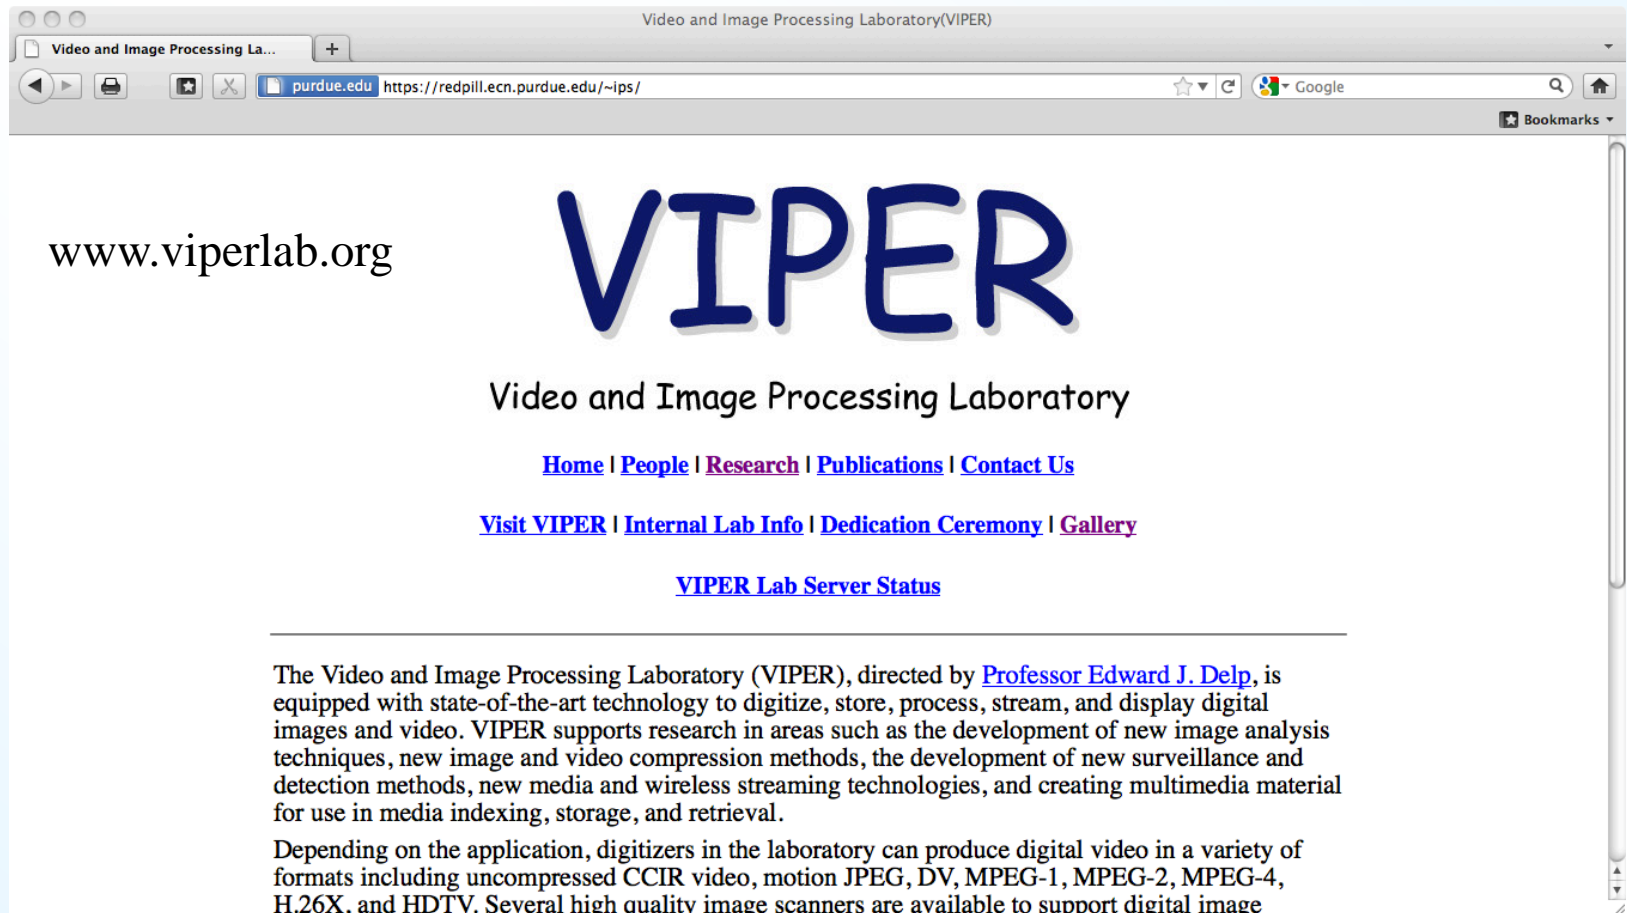 Video and Image Processing Laboratory(VIPER)
Video and Image Processing La...
purdue.edu https://redpill.ecn.purdue.edu/~ips/
Google
Bookmarks
www.viperlab.org
VIPER
Video and Image Processing Laboratory
Home | People | Research | Publications | Contact Us
Visit VIPER | Internal Lab Info | Dedication Ceremony | Gallery
VIPER Lab Server Status
The Video and Image Processing Laboratory (VIPER), directed by Professor Edward J. Delp, is
equipped with state-of-the-art technology to digitize, store, process, stream, and display digital
images and video. VIPER supports research in areas such as the development of new image analysis
techniques, new image and video compression methods, the development of new surveillance and
detection methods, new media and wireless streaming technologies, and creating multimedia material
for use in media indexing, storage, and retrieval.
Depending on the application, digitizers in the laboratory can produce digital video in a variety of
formats including uncompressed CCIR video, motion JPEG, DV, MPEG-1, MPEG-2, MPEG-4,
H.26X, and HDTV. Several high quality image scanners are available to support digital image